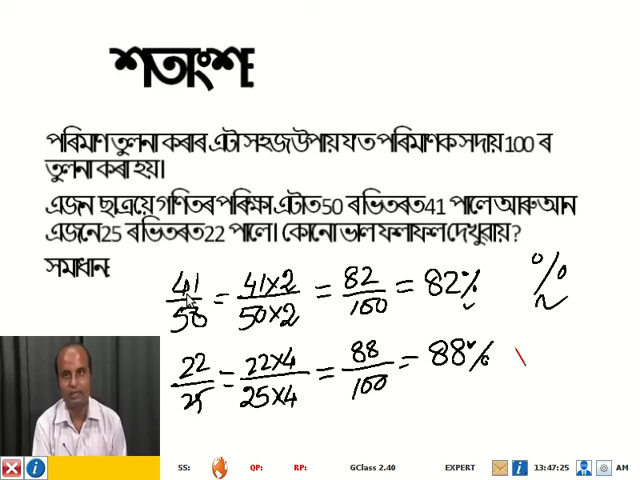 শতাংশ:
পৰিমাণ তুলনা কৰাৰ এটা সহজ উপায় য'ত পৰিমাণক সদায় 100 ৰ
তুলনা কৰা হয়।
এজন ছাত্ৰয়ে গণিতৰ পৰিক্ষা এটাত 50 ৰ ভিতৰত 41 পালে আৰু আন
এজনে 25 ৰ ভিতৰত 22 পালে। কোনে ভাল ফলাফল দেখুৱায়?
সমাধান:
41/50 = 41×2/50×2 = 82/100 = 82% %
22/25 = 22×4/25×4 = 88/100 = 88%
SS: QP: RP: GClass 2.40 EXPERT 13:47:25 AM